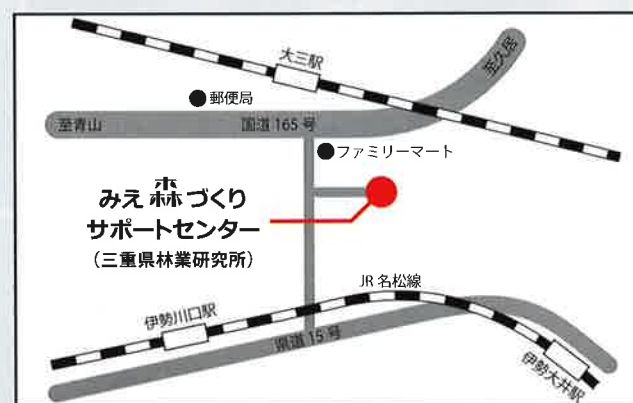 大三駅
至久居
郵便局
至青山
国道165号
ファミリーマート
みえ森づくり
サポートセンター
（三重県林業研究所）
JR名松線
伊勢川口駅
県道15号
伊勢大井駅